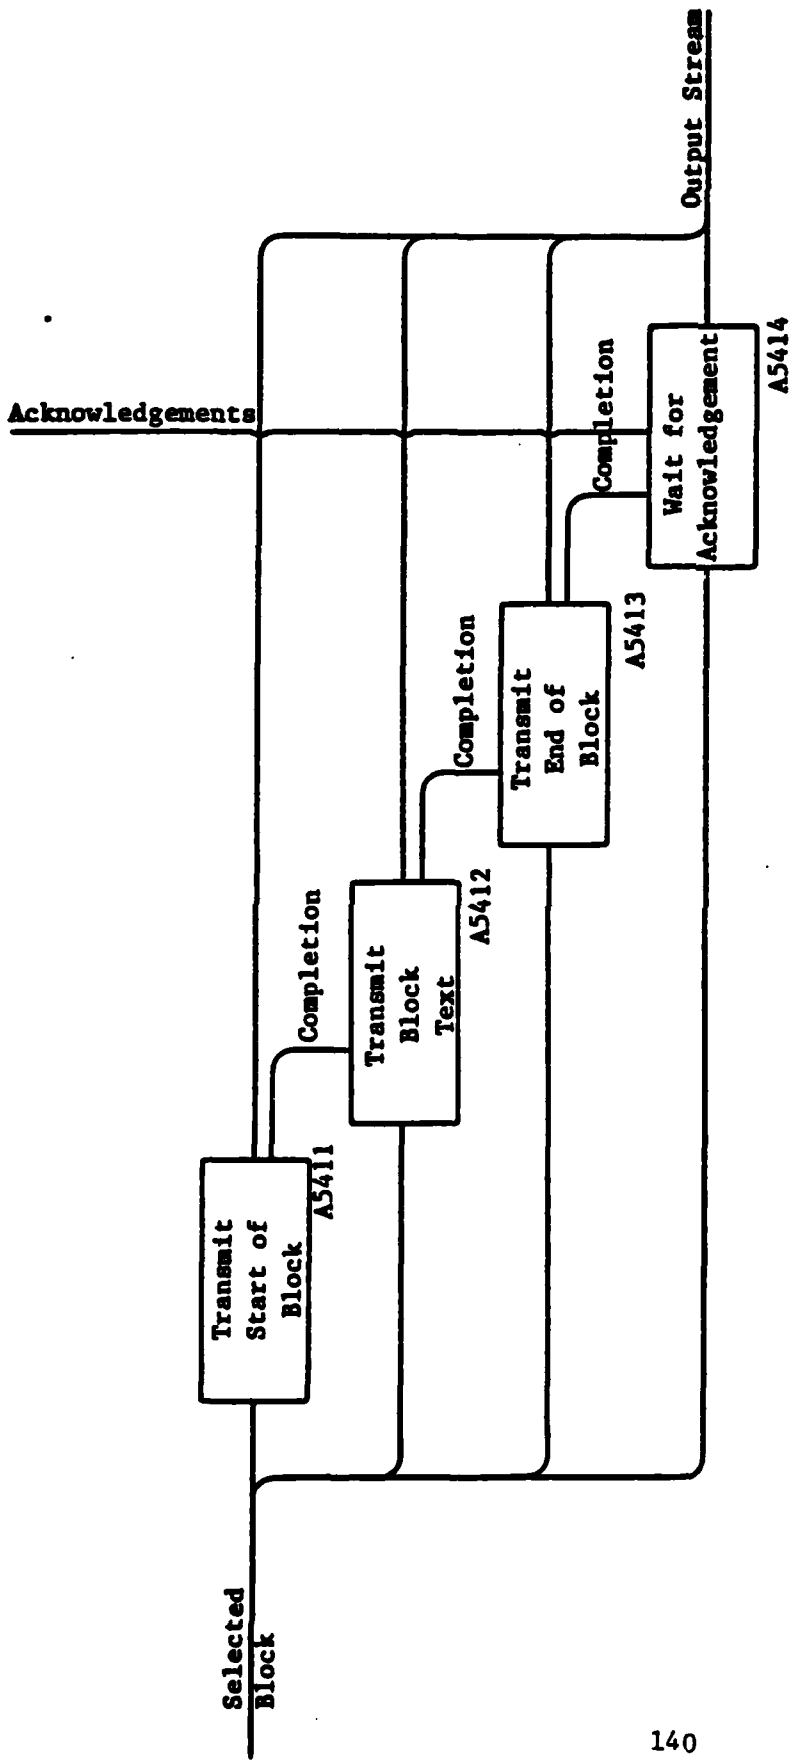 Acknowledgements
Selected
Block
Transmit
Start of
Block
A5411
Completion
Transmit
Block
Text
A5412
Completion
Transmit
End of
Block
A5413
Completion
Wait for
Acknowledgement
A5414
Output Stream
140